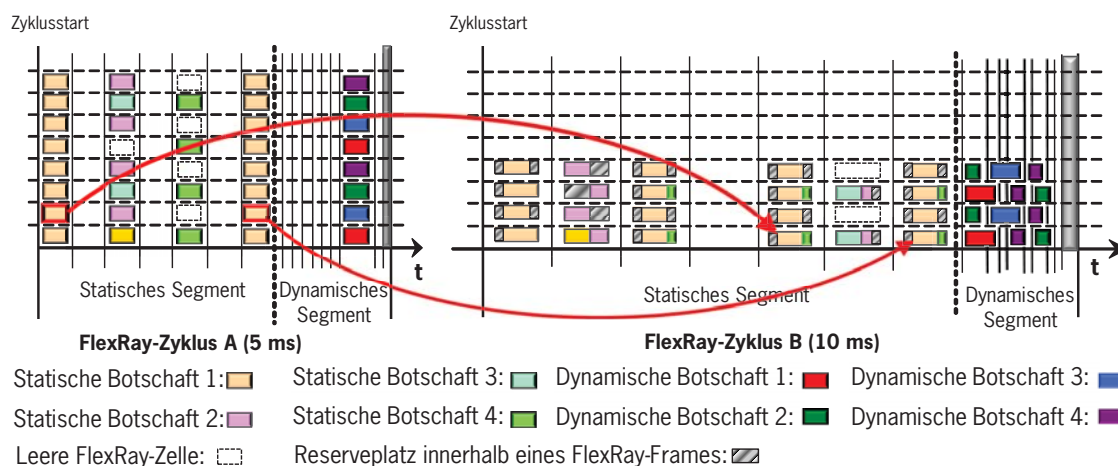 Zyklusstart
Zyklusstart
t
t
Statisches Segment
Dynamisches
Segment
Statisches Segment
Dynamisches
Segment
FlexRay-Zyklus A (5 ms)
FlexRay-Zyklus B (10 ms)
Statische Botschaft 1:
Statische Botschaft 3:
Dynamische Botschaft 1:
Dynamische Botschaft 3:
Statische Botschaft 2:
Statische Botschaft 4:
Dynamische Botschaft 2:
Dynamische Botschaft 4:
Leere FlexRay-Zelle:
Reserveplatz innerhalb eines FlexRay-Frames: